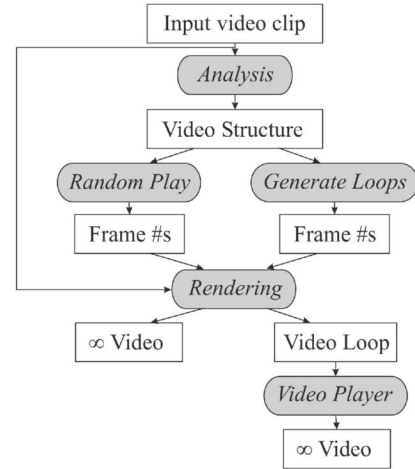 Input video clip
Analysis
Video Structure
Random Play
Generate Loops
Frame #s
Frame #s
Rendering
∞ Video
Video Loop
Video Player
∞ Video